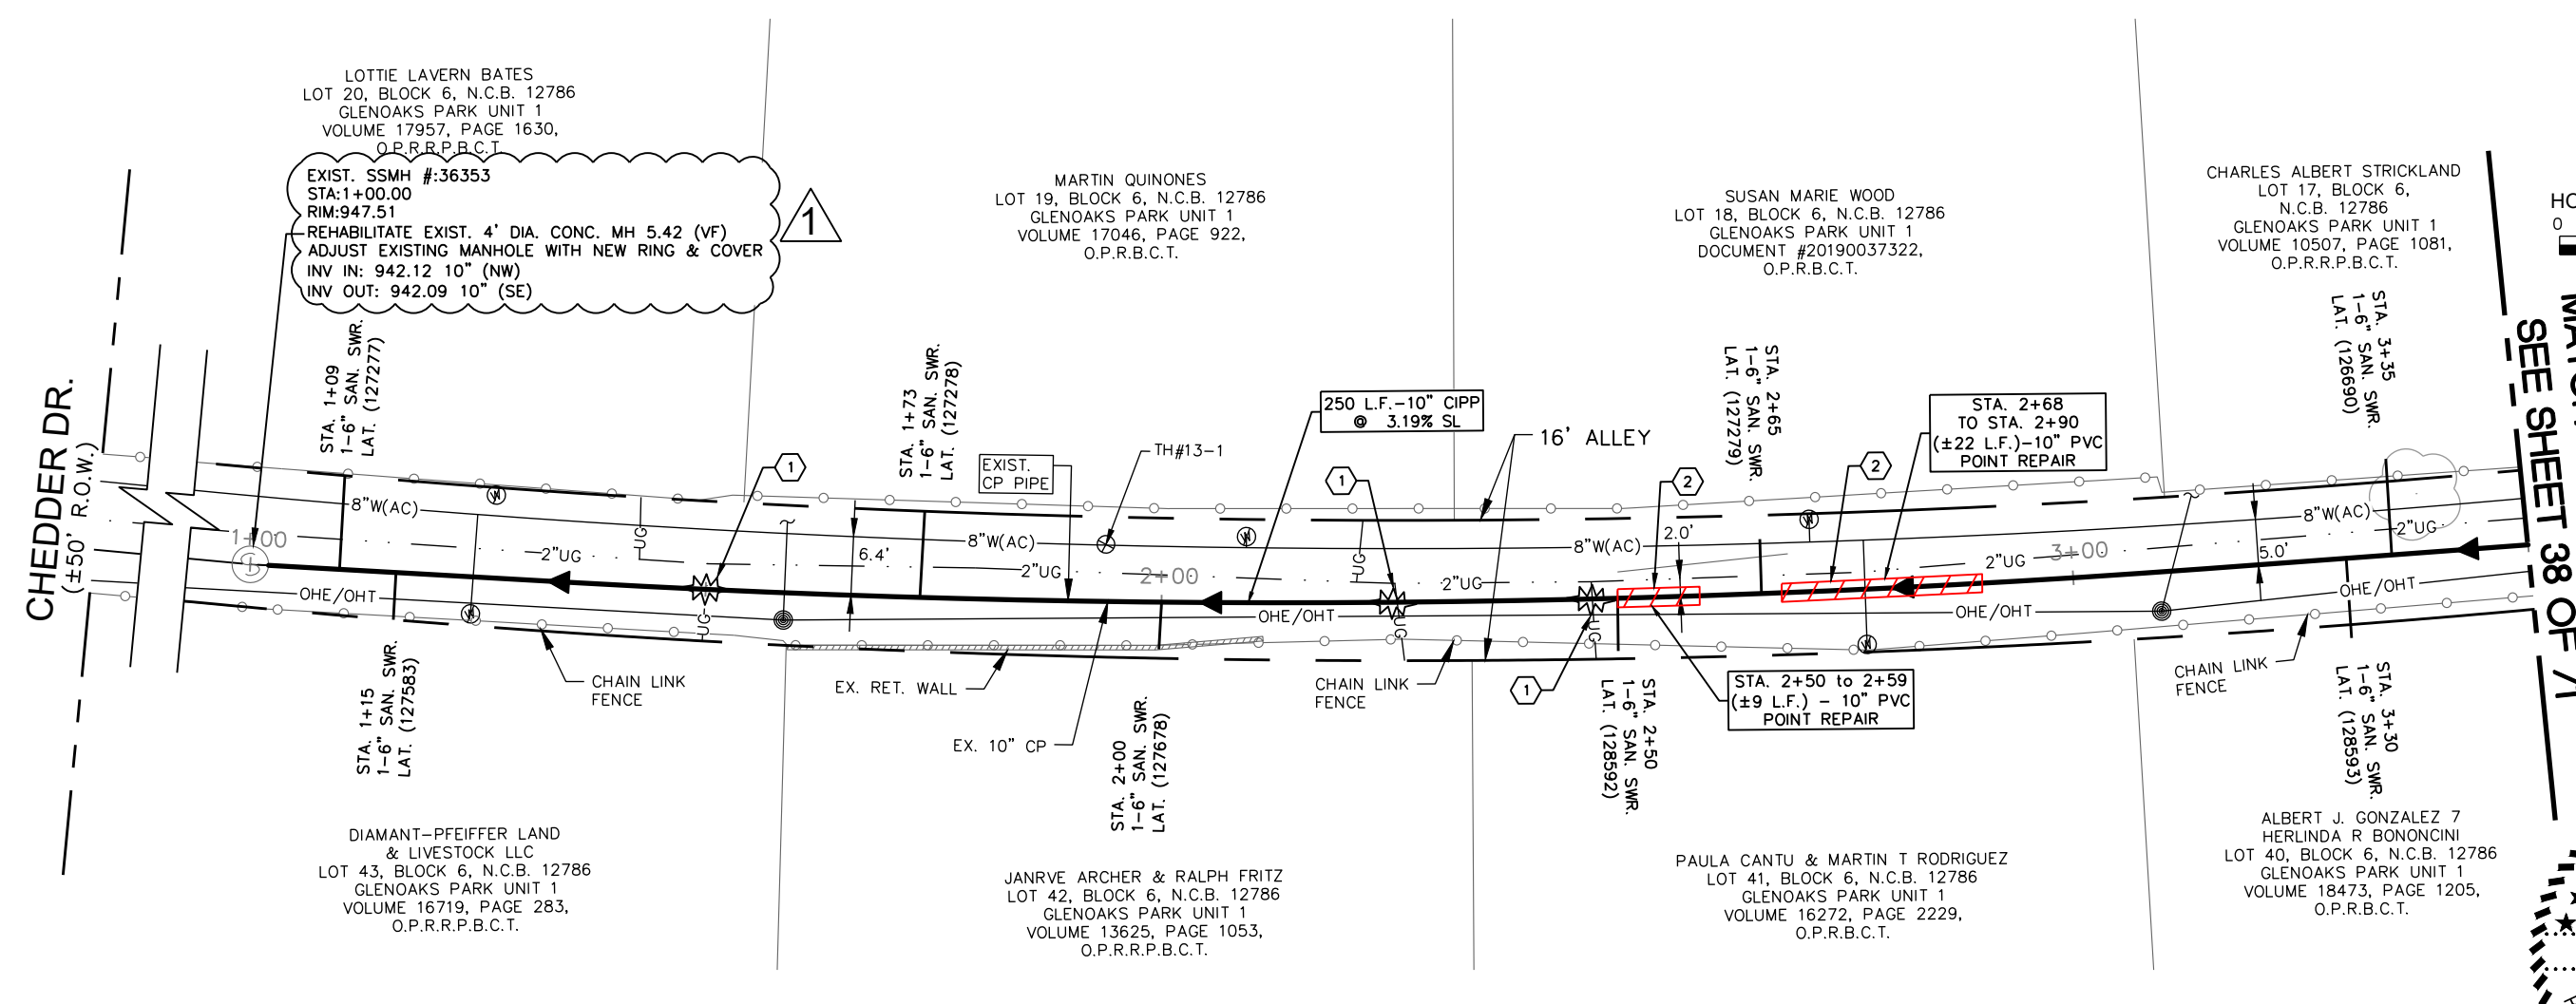 LOTTIE LAVERN BATES
LOT 20, BLOCK 6, N.C.B. 12786
GLENOAKS PARK UNIT 1
VOLUME 17957, PAGE 1630,
O.P.R.R.P.B.C.T.
EXIST. SSMH #:36353
STA:1+00.00
RIM:947.51
REHABILITATE EXIST. 4' DIA. CONC. MH 5.42 (VF)
ADJUST EXISTING MANHOLE WITH NEW RING & COVER
INV IN: 942.12 10" (NW)
INV OUT: 942.09 10" (SE)
1
MARTIN QUINONES
LOT 19, BLOCK 6, N.C.B. 12786
GLENOAKS PARK UNIT 1
VOLUME 17046, PAGE 922,
O.P.R.B.C.T.
SUSAN MARIE WOOD
LOT 18, BLOCK 6, N.C.B. 12786
GLENOAKS PARK UNIT 1
DOCUMENT #20190037322,
O.P.R.B.C.T.
CHARLES ALBERT STRICKLAND
LOT 17, BLOCK 6,
N.C.B. 12786
GLENOAKS PARK UNIT 1
VOLUME 10507, PAGE 1081,
O.P.R.R.P.B.C.T.
0
SEE SHEET 38 OF 71
CHEDDER DR.
(±50' R.O.W.)
STA. 1+09
1-6" SAN. SWR.
LAT. (127277)
STA. 1+73
1-6" SAN. SWR.
LAT. (127278)
STA. 2+65
1-6" SAN. SWR.
LAT. (127279)
STA. 3+35
1-6" SAN. SWR.
LAT. (126690)
250 L.F.-10" CIPP
@ 3.19% SL
STA. 2+68
TO STA. 2+90
(±22 L.F.)-10" PVC
POINT REPAIR
EXIST.
CP PIPE
TH#13-1
16' ALLEY
1
1
2
2
1
8"W(AC)
8"W(AC)
8"W(AC)
8"W(AC)
1+00
2+00
3+00
2"UG
2"UG
2"UG
2"UG
2"UG
UG
UG
UG
UG
UG
6.4'
2.0'
5.0'
W
W
W
W
W
OHE/OHT
OHE/OHT
OHE/OHT
OHE/OHT
CHAIN LINK
FENCE
EX. RET. WALL
EX. 10" CP
CHAIN LINK
FENCE
CHAIN LINK
FENCE
STA. 2+50 to 2+59
(±9 L.F.) - 10" PVC
POINT REPAIR
STA. 1+15
1-6" SAN. SWR.
LAT. (127583)
STA. 2+00
1-6" SAN. SWR.
LAT. (127678)
STA. 2+50
1-6" SAN. SWR.
LAT. (128592)
STA. 3+30
1-6" SAN. SWR.
LAT. (128593)
DIAMANT-PFEIFFER LAND
& LIVESTOCK LLC
LOT 43, BLOCK 6, N.C.B. 12786
GLENOAKS PARK UNIT 1
VOLUME 16719, PAGE 283,
O.P.R.R.P.B.C.T.
JANRVE ARCHER & RALPH FRITZ
LOT 42, BLOCK 6, N.C.B. 12786
GLENOAKS PARK UNIT 1
VOLUME 13625, PAGE 1053,
O.P.R.R.P.B.C.T.
PAULA CANTU & MARTIN T RODRIGUEZ
LOT 41, BLOCK 6, N.C.B. 12786
GLENOAKS PARK UNIT 1
VOLUME 16272, PAGE 2229,
O.P.R.B.C.T.
ALBERT J. GONZALEZ 7
HERLINDA R BONONCINI
LOT 40, BLOCK 6, N.C.B. 12786
GLENOAKS PARK UNIT 1
VOLUME 18473, PAGE 1205,
O.P.R.B.C.T.